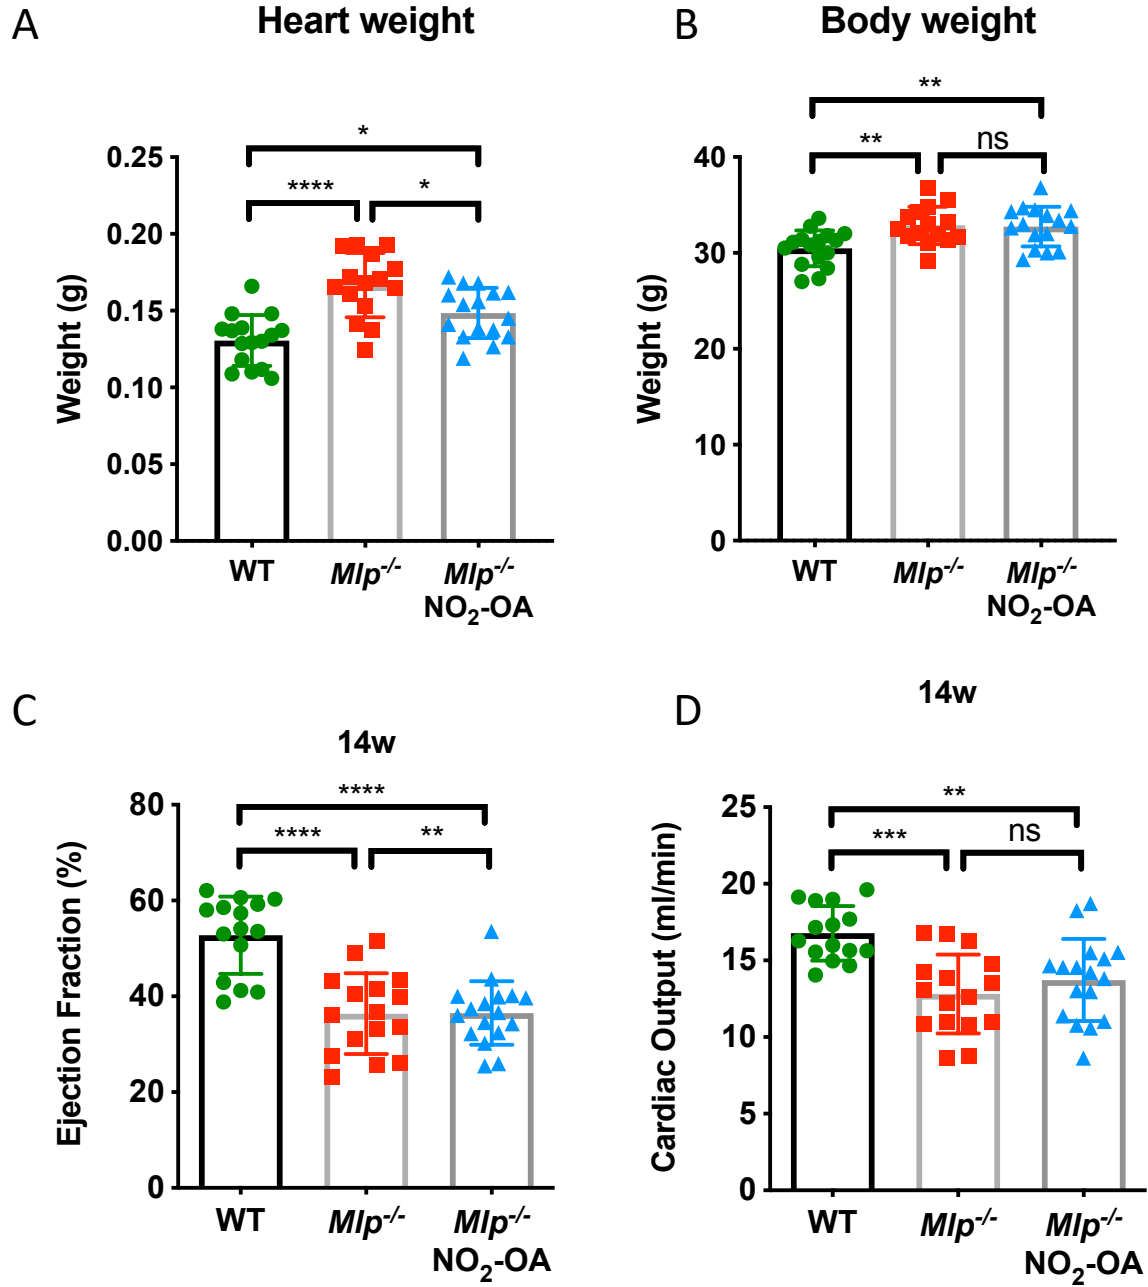 A
Heart weight
*
****
*
Weight (g)
0.25
0.20
0.15
0.10
0.05
0.00
WT
Mlp-/-
Mlp-/-
NO2-OA
B
Body weight
**
**
ns
Weight (g)
40
30
20
10
0
WT
Mlp-/-
Mlp-/-
NO2-OA
C
14w
****
****
**
Ejection Fraction (%)
80
60
40
20
0
WT
Mlp-/-
Mlp-/-
NO2-OA
D
14w
**
***
ns
Cardiac Output (ml/min)
25
20
15
10
5
0
WT
Mlp-/-
Mlp-/-
NO2-OA